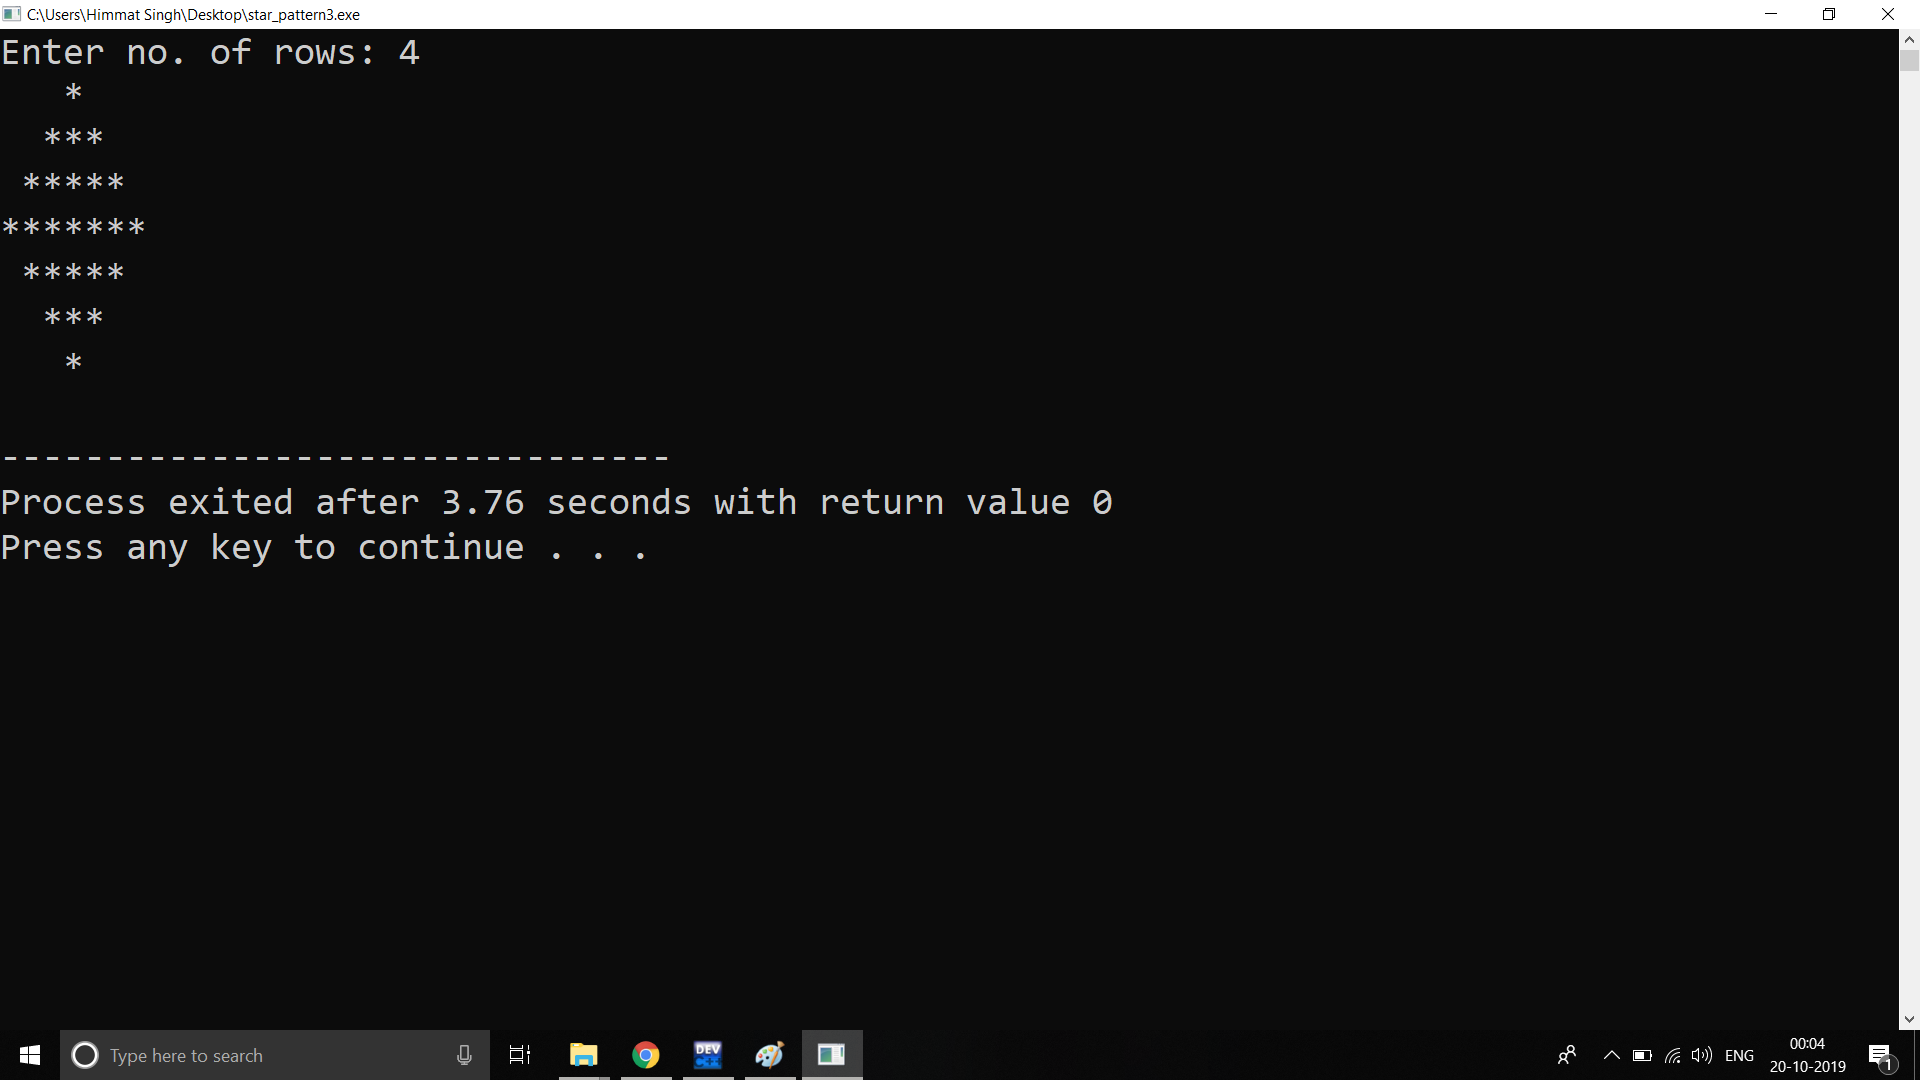 C:\Users\Himmat Singh\Desktop\star_pattern3.exe
Enter no. of rows: 4
   *
  ***
 *****
*******
 *****
  ***
   *
--------------------------------
Process exited after 3.76 seconds with return value 0
Press any key to continue . . .
Type here to search
DEV
C++
ENG
00:04
20-10-2019
1